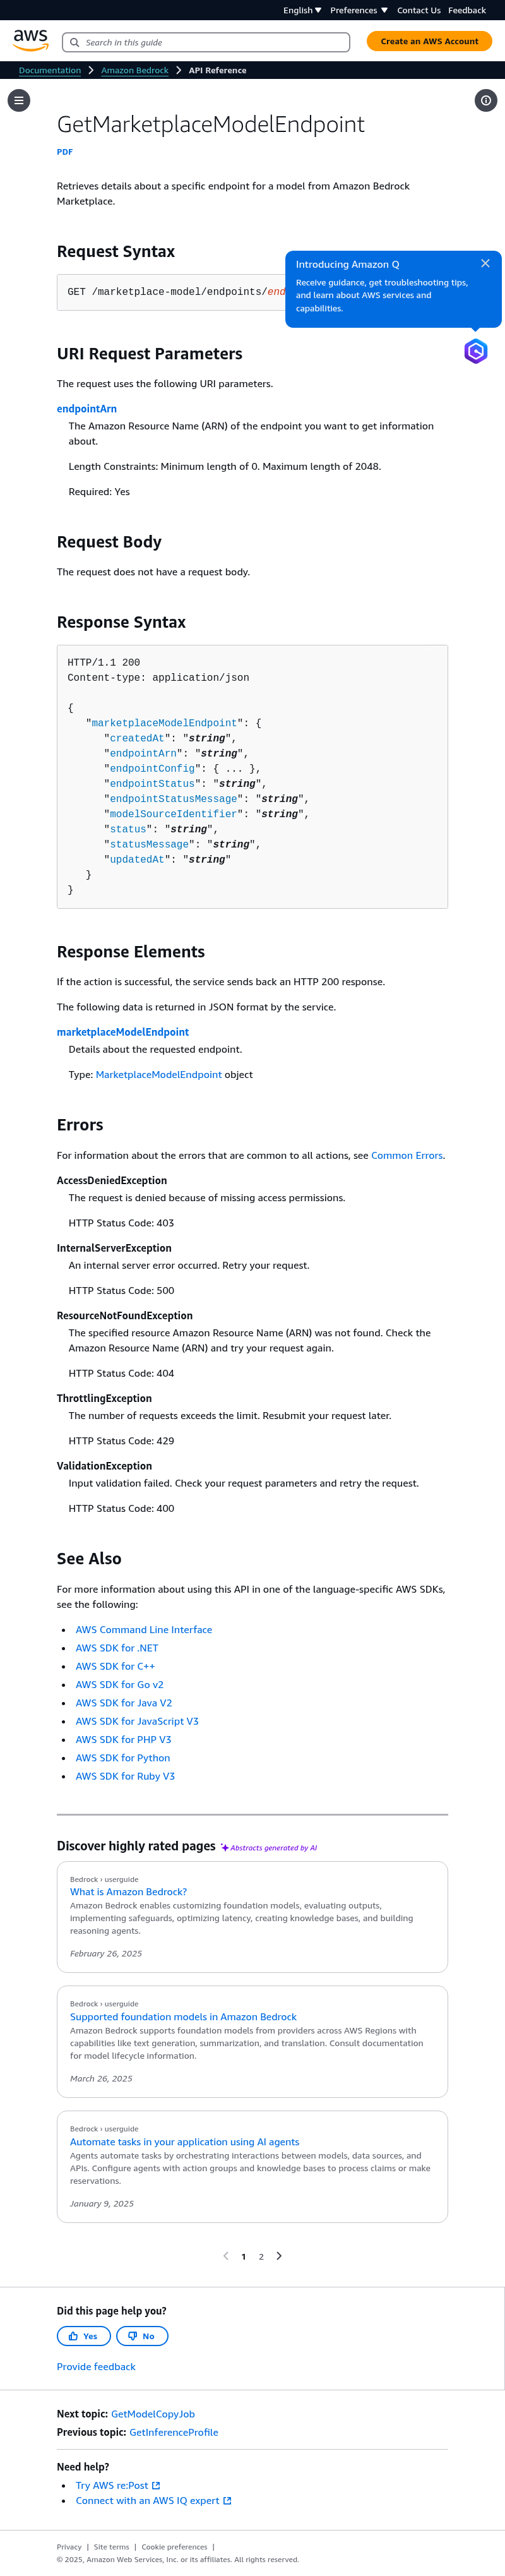 English Preferences Contact Us Feedback
aws
Search in this guide
Create an AWS Account
Documentation Amazon Bedrock API Reference
GetMarketplaceModelEndpoint
PDF
Retrieves details about a specific endpoint for a model from Amazon Bedrock
Marketplace.
Request Syntax
GET /marketplace-model/endpoints/
Introducing Amazon Q
Receive guidance, get troubleshooting tips,
and learn about AWS services and
capabilities.
URI Request Parameters
The request uses the following URI parameters.
endpointArn
The Amazon Resource Name (ARN) of the endpoint you want to get information
about.
Length Constraints: Minimum length of 0. Maximum length of 2048.
Required: Yes
Request Body
The request does not have a request body.
Response Syntax
HTTP/1.1 200
Content-type: application/json
{
"marketplaceModelEndpoint": {
"createdAt": "string",
"endpointArn": "string",
"endpointConfig": { ... },
"endpointStatus": "string",
"endpointStatusMessage": "string",
"modelSourceIdentifier": "string",
"status": "string",
"statusMessage": "string",
"updatedAt": "string"
}
}
Response Elements
If the action is successful, the service sends back an HTTP 200 response.
The following data is returned in JSON format by the service.
marketplaceModelEndpoint
Details about the requested endpoint.
Type: MarketplaceModelEndpoint object
Errors
For information about the errors that are common to all actions, see Common Errors.
AccessDeniedException
The request is denied because of missing access permissions.
HTTP Status Code: 403
InternalServerException
An internal server error occurred. Retry your request.
HTTP Status Code: 500
ResourceNotFoundException
The specified resource Amazon Resource Name (ARN) was not found. Check the
Amazon Resource Name (ARN) and try your request again.
HTTP Status Code: 404
ThrottlingException
The number of requests exceeds the limit. Resubmit your request later.
HTTP Status Code: 429
ValidationException
Input validation failed. Check your request parameters and retry the request.
HTTP Status Code: 400
See Also
For more information about using this API in one of the language-specific AWS SDKs,
see the following:
• AWS Command Line Interface
• AWS SDK for .NET
• AWS SDK for C++
• AWS SDK for Go v2
• AWS SDK for Java V2
• AWS SDK for JavaScript V3
• AWS SDK for PHP V3
• AWS SDK for Python
• AWS SDK for Ruby V3
Discover highly rated pages Abstracts generated by AI
Bedrock › userguide
What is Amazon Bedrock?
Amazon Bedrock enables customizing foundation models, evaluating outputs,
implementing safeguards, optimizing latency, creating knowledge bases, and building
reasoning agents.
February 26, 2025
Bedrock › userguide
Supported foundation models in Amazon Bedrock
Amazon Bedrock supports foundation models from providers across AWS Regions with
capabilities like text generation, summarization, and translation. Consult documentation
for model lifecycle information.
March 26, 2025
Bedrock › userguide
Automate tasks in your application using AI agents
Agents automate tasks by orchestrating interactions between models, data sources, and
APIs. Configure agents with action groups and knowledge bases to process claims or make
reservations.
January 9, 2025
1 2
Did this page help you?
Yes No
Provide feedback
Next topic: GetModelCopyJob
Previous topic: GetInferenceProfile
Need help?
• Try AWS re:Post
• Connect with an AWS IQ expert
Privacy | Site terms | Cookie preferences |
© 2025, Amazon Web Services, Inc. or its affiliates. All rights reserved.